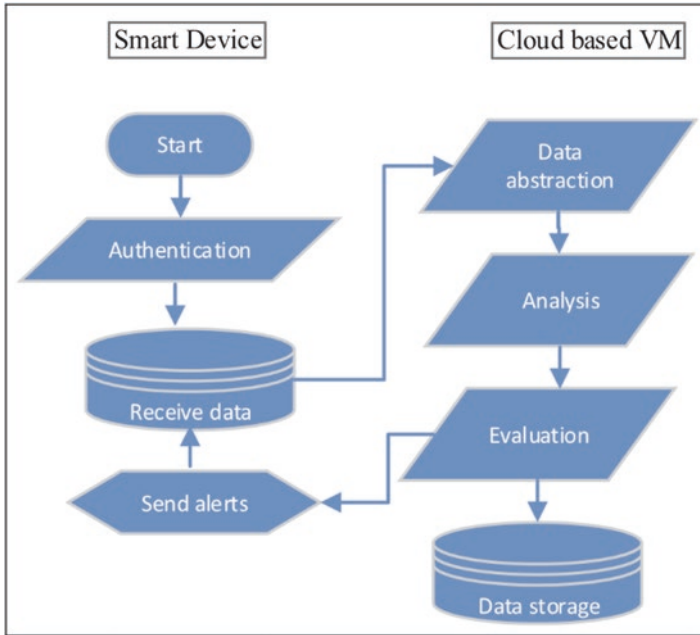 Smart Device
Cloud based VM
Start
Authentication
Receive data
Send alerts
Data
abstraction
Analysis
Evaluation
Data storage